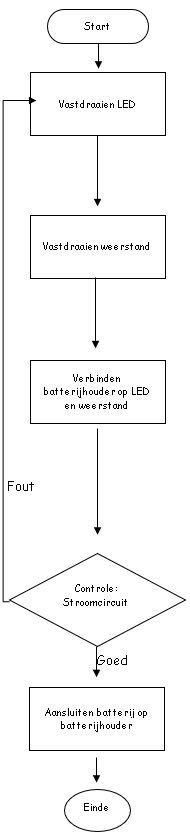 Start
Vastdraaien LED
Vastdraaien weerstand
Verbinden
batterijhouder op LED
en weerstand
Fout
Controle:
Stroomcircuit
Goed
Aansluiten batterij op
batterijhouder
Einde